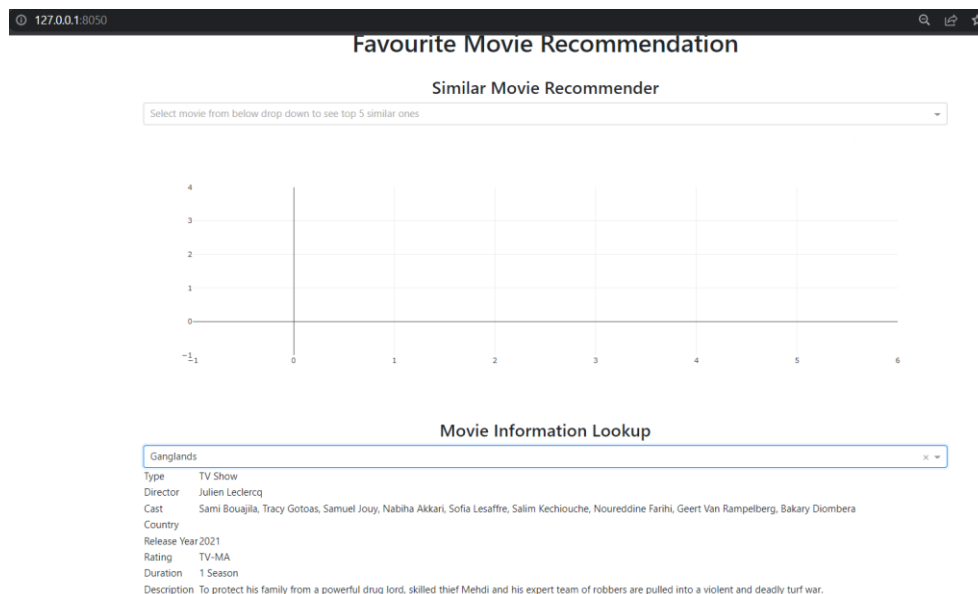 127.0.0.1:8050
Favourite Movie Recommendation
Similar Movie Recommender
Select movie from below drop down to see top 5 similar ones
4
3
2
1
0
−1
−1 0 1 2 3 4 5 6
Movie Information Lookup
Ganglands
Type TV Show
Director Julien Leclercq
Cast Sami Bouajila, Tracy Gotoas, Samuel Jouy, Nabiha Akkari, Sofia Lesaffre, Salim Kechiouche, Noureddine Farihi, Geert Van Rampelberg, Bakary Diombera
Country
Release Year 2021
Rating TV-MA
Duration 1 Season
Description To protect his family from a powerful drug lord, skilled thief Mehdi and his expert team of robbers are pulled into a violent and deadly turf war.